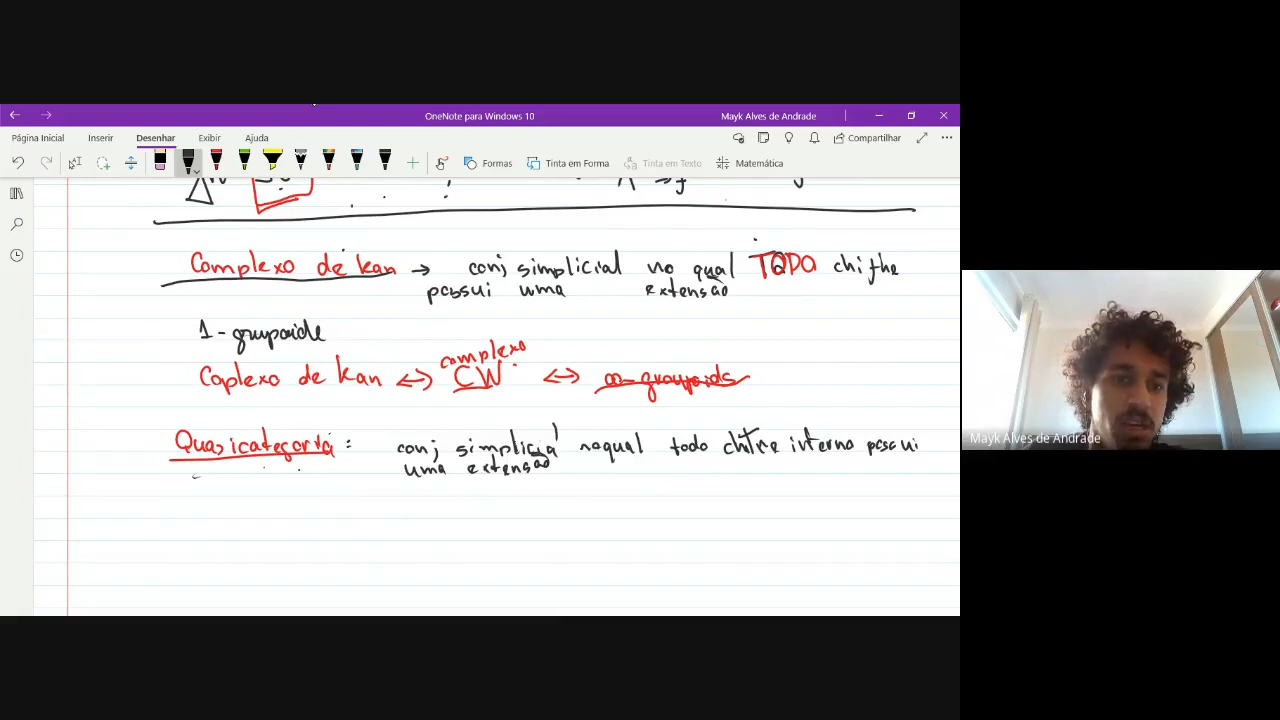 OneNote para Windows 10
Mayk Alves de Andrade
Página Inicial Inserir Desenhar Exibir Ajuda
Compartilhar
Formas Tinta em Forma Tinta em Texto Matemática
Complexo de kan → conj simplicial no qual TODO chifre
possui uma extensão
1-grupoide
complexo
Coplexo de kan ↔ CW ↔ ∞-groupoids
Quasicategoria : conj simplicial no qual todo chifre interno possui
uma extensão
Mayk Alves de Andrade